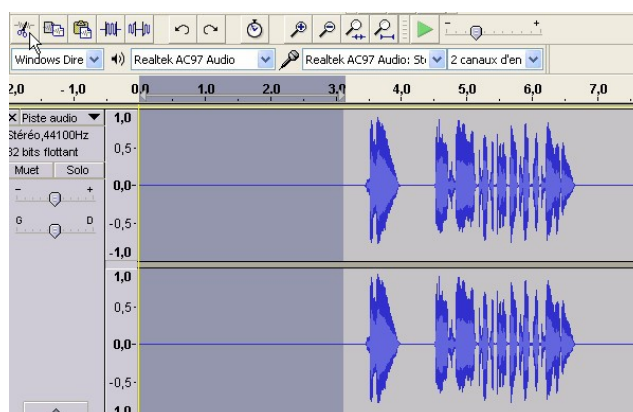 - +
Windows Dire Realtek AC97 Audio Realtek AC97 Audio: Sté 2 canaux d'en
2,0 - 1,0 0,0 1.0 2.0 3,0 4,0 5,0 6,0 7,0
× Piste audio 1,0
Stéréo,44100Hz
32 bits flottant 0,5-
Muet Solo
- + 0,0-
G D -0,5-
-1,0
1,0
0,5-
0,0-
-0,5-
-1,0